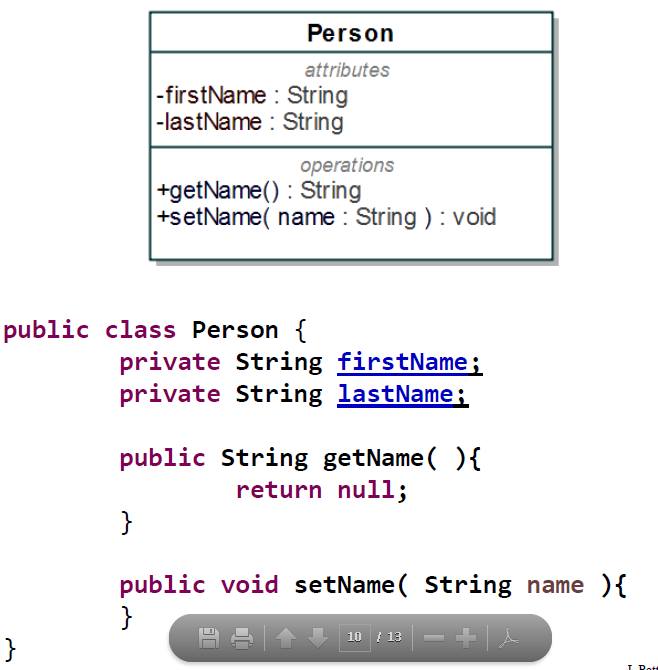 Person
attributes
-firstName : String
-lastName : String
operations
+getName() : String
+setName( name : String ) : void
public class Person {
private String firstName;
private String lastName;
public String getName( ){
return null;
}
public void setName( String name ){
}
10 / 13
}